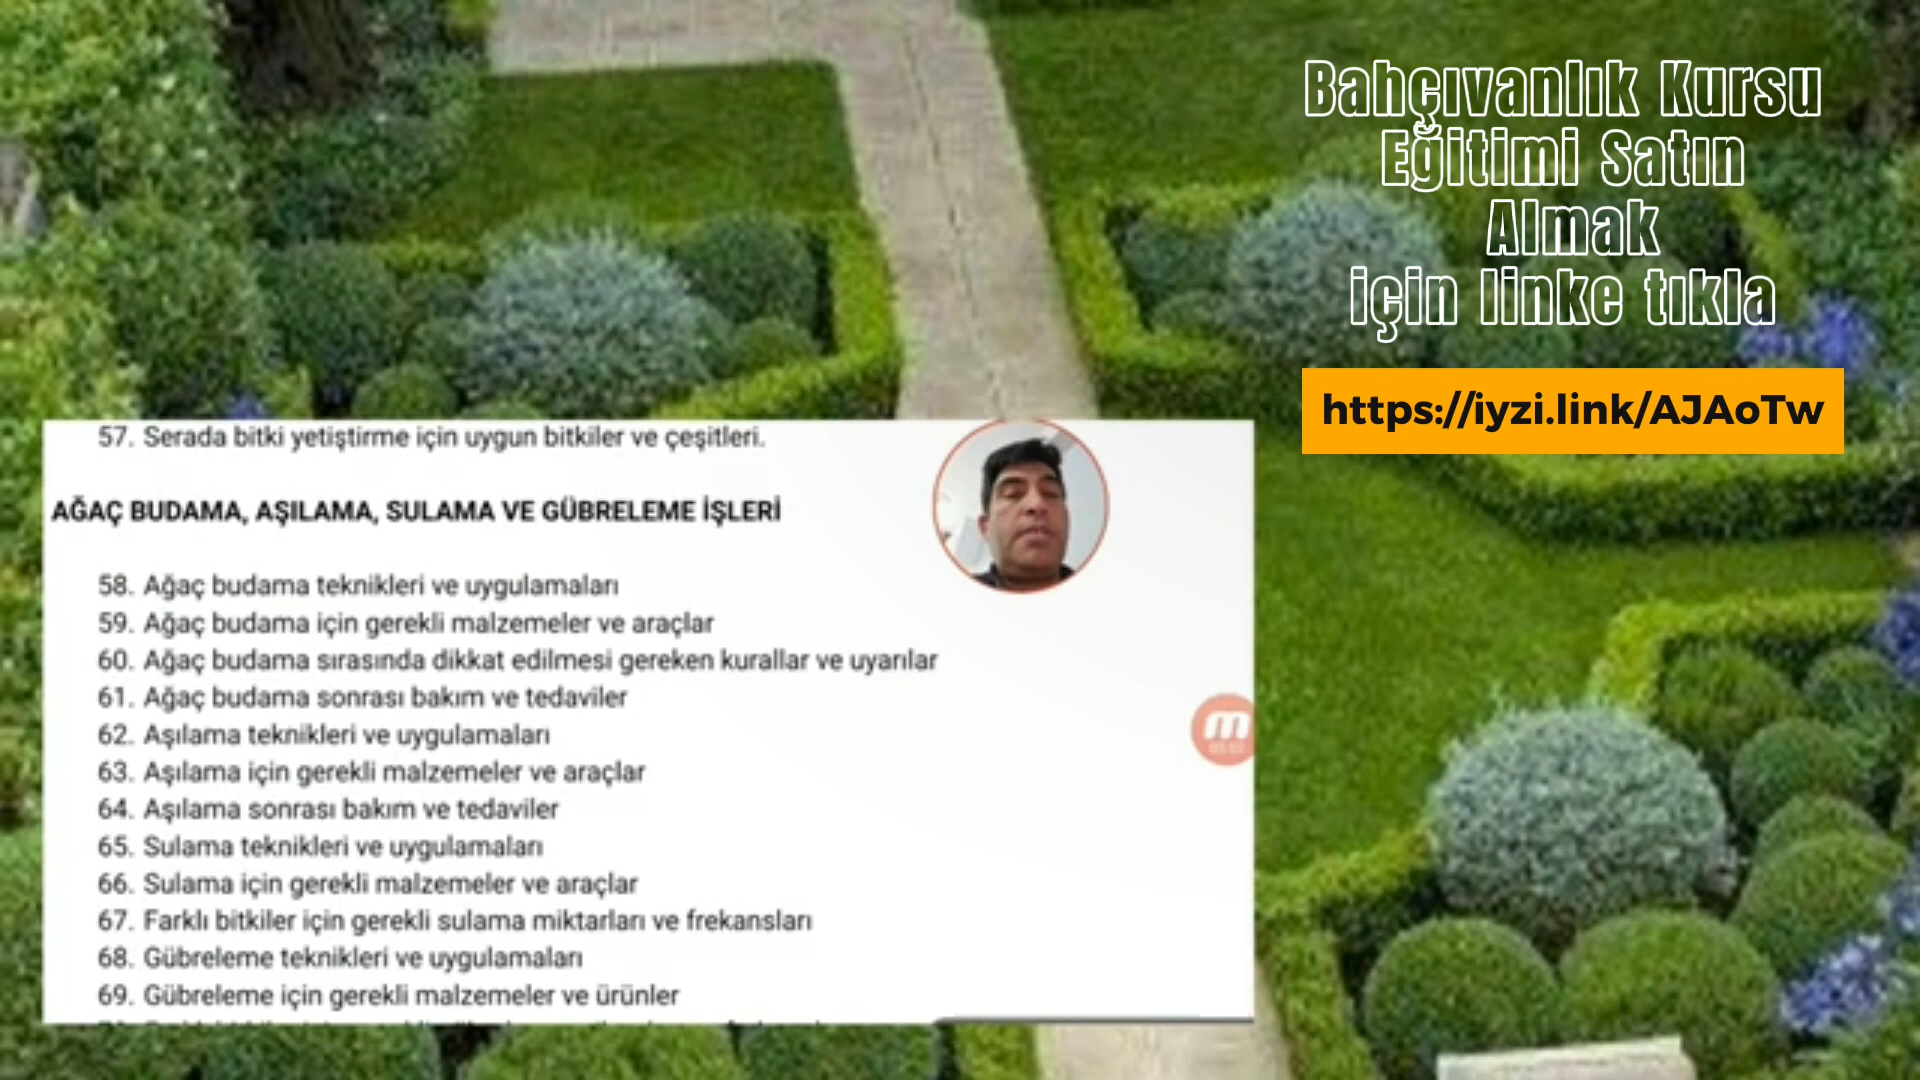 Bahçıvanlık Kursu
Eğitimi Satın
Almak
için linke tıkla
https://iyzi.link/AJAoTw
57. Serada bitki yetiştirme için uygun bitkiler ve çeşitleri.
AĞAÇ BUDAMA, AŞILAMA, SULAMA VE GÜBRELEME İŞLERİ
58. Ağaç budama teknikleri ve uygulamaları
59. Ağaç budama için gerekli malzemeler ve araçlar
60. Ağaç budama sırasında dikkat edilmesi gereken kurallar ve uyarılar
61. Ağaç budama sonrası bakım ve tedaviler
62. Aşılama teknikleri ve uygulamaları
63. Aşılama için gerekli malzemeler ve araçlar
64. Aşılama sonrası bakım ve tedaviler
65. Sulama teknikleri ve uygulamaları
66. Sulama için gerekli malzemeler ve araçlar
67. Farklı bitkiler için gerekli sulama miktarları ve frekansları
68. Gübreleme teknikleri ve uygulamaları
69. Gübreleme için gerekli malzemeler ve ürünler